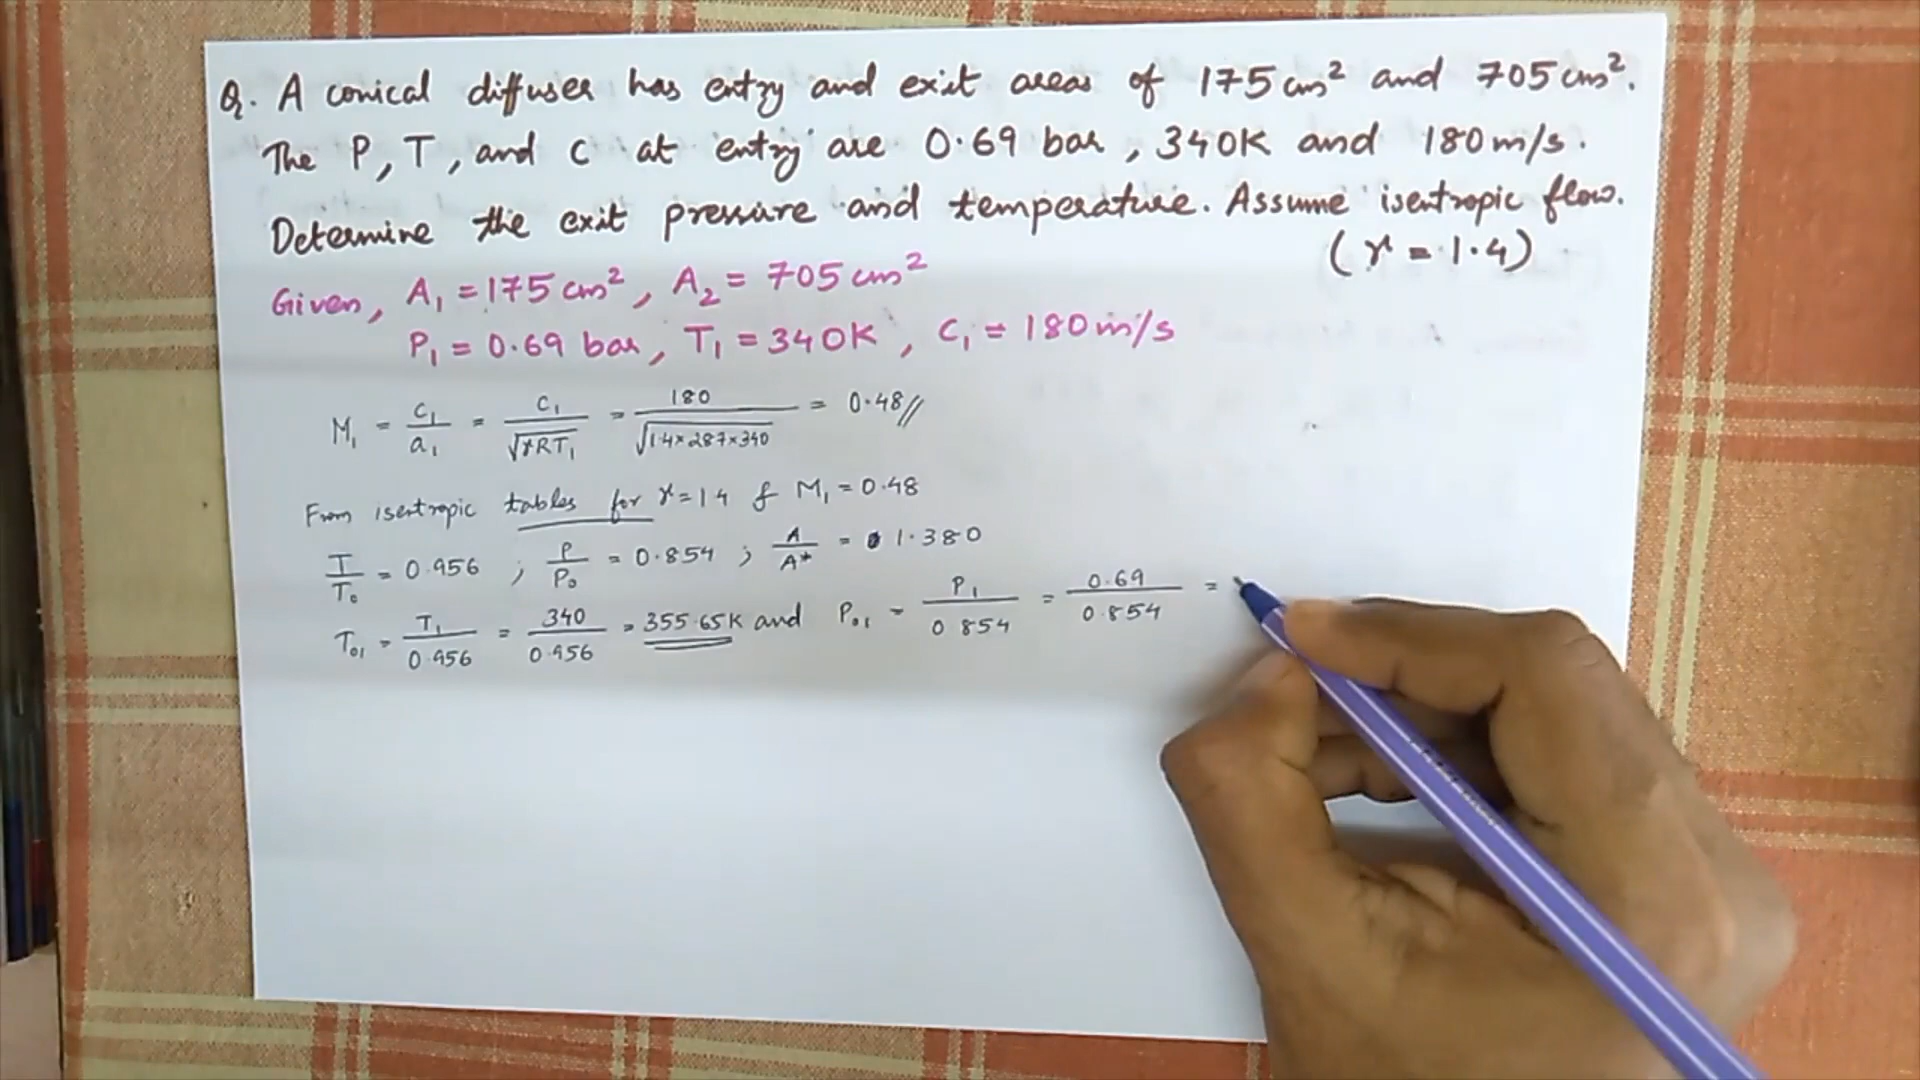 Q. A conical diffuser has entry and exit areas of 175 cm² and 705 cm².
The P, T, and C at entry are 0.69 bar, 340K and 180 m/s.
Determine the exit pressure and temperature. Assume isentropic flow.
(γ = 1.4)
Given, A₁ = 175 cm², A₂ = 705 cm²
P₁ = 0.69 bar, T₁ = 340K, C₁ = 180 m/s
M₁ = C₁/a₁ = C₁/√(γRT₁) = 180/√(1.4×287×340) = 0.48//
From isentropic tables for γ = 1.4 & M₁ = 0.48
T/T₀ = 0.956 ; P/P₀ = 0.854 ; A/A* = 1.380
T₀₁ = T₁/0.956 = 340/0.956 = 355.65K and P₀₁ = P₁/0.854 = 0.69/0.854 =